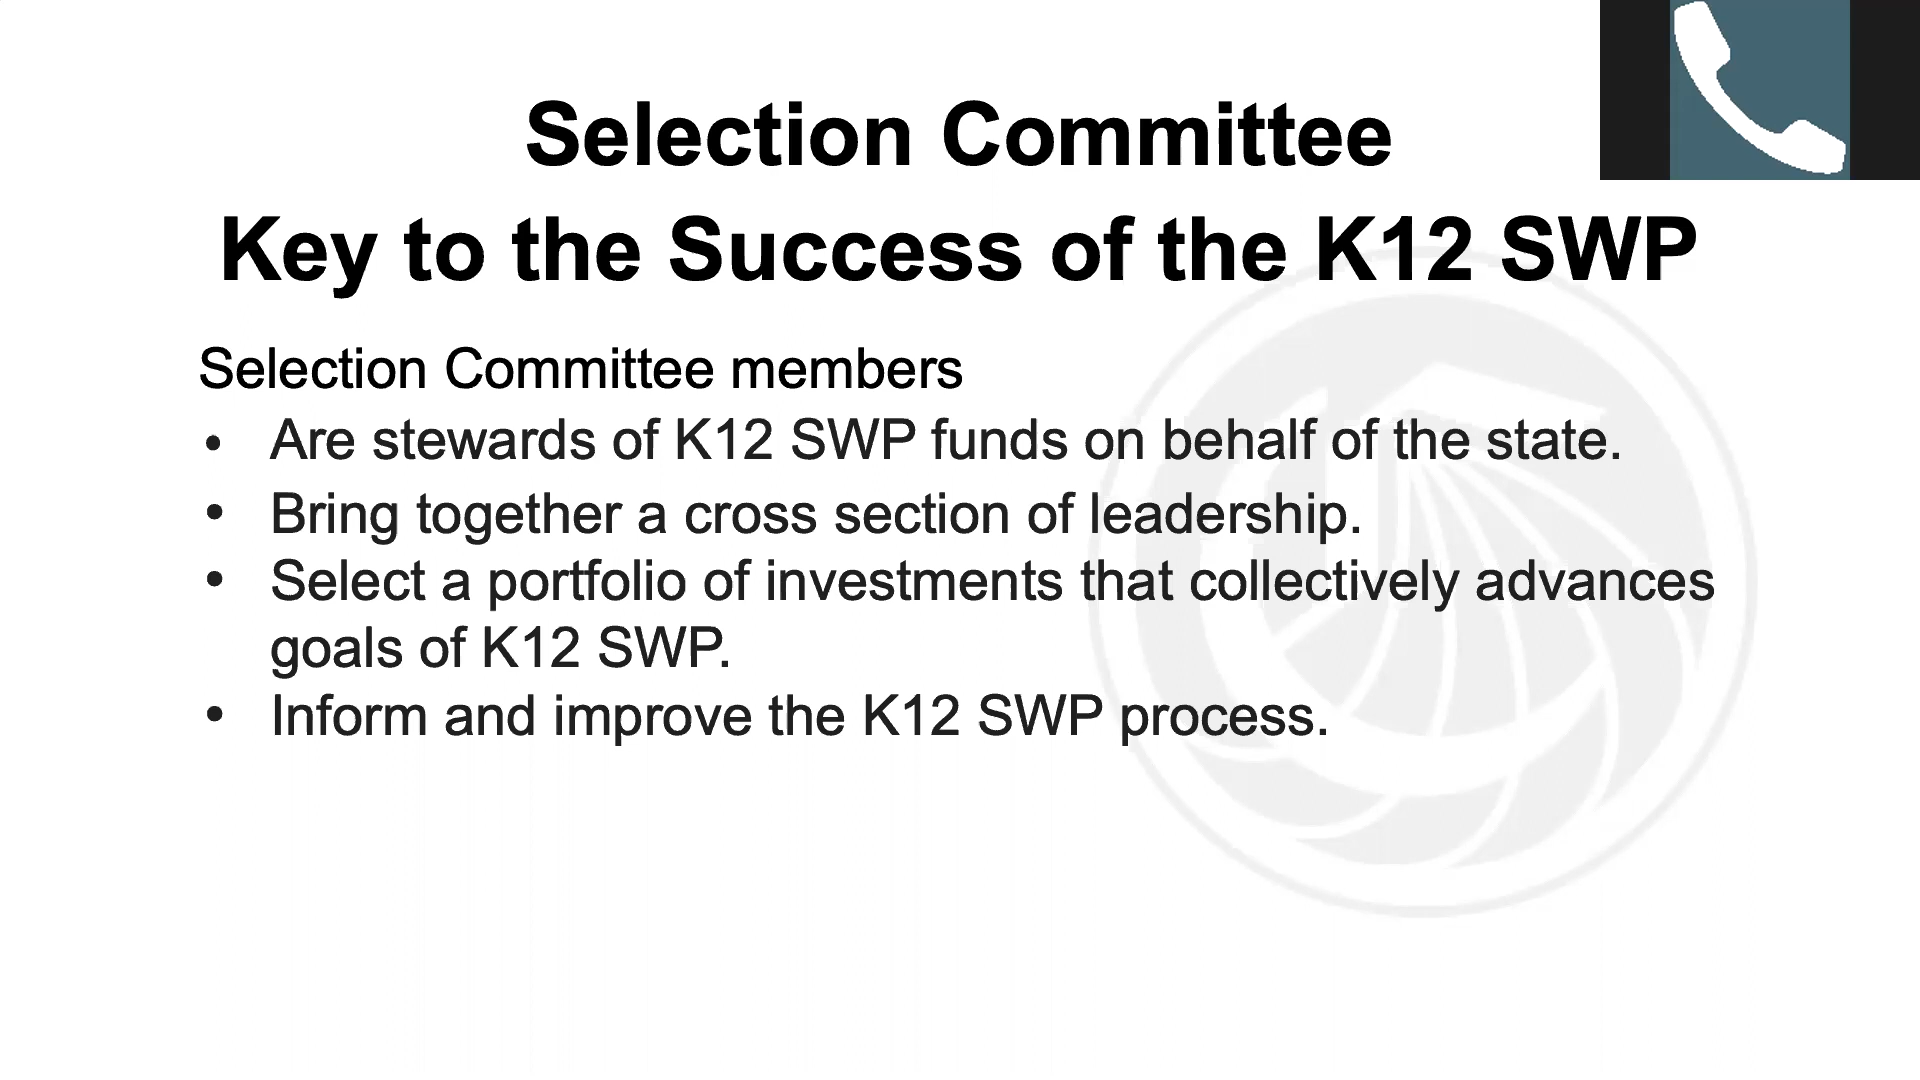 Selection Committee
Key to the Success of the K12 SWP
Selection Committee members
• Are stewards of K12 SWP funds on behalf of the state.
• Bring together a cross section of leadership.
• Select a portfolio of investments that collectively advances
goals of K12 SWP.
• Inform and improve the K12 SWP process.